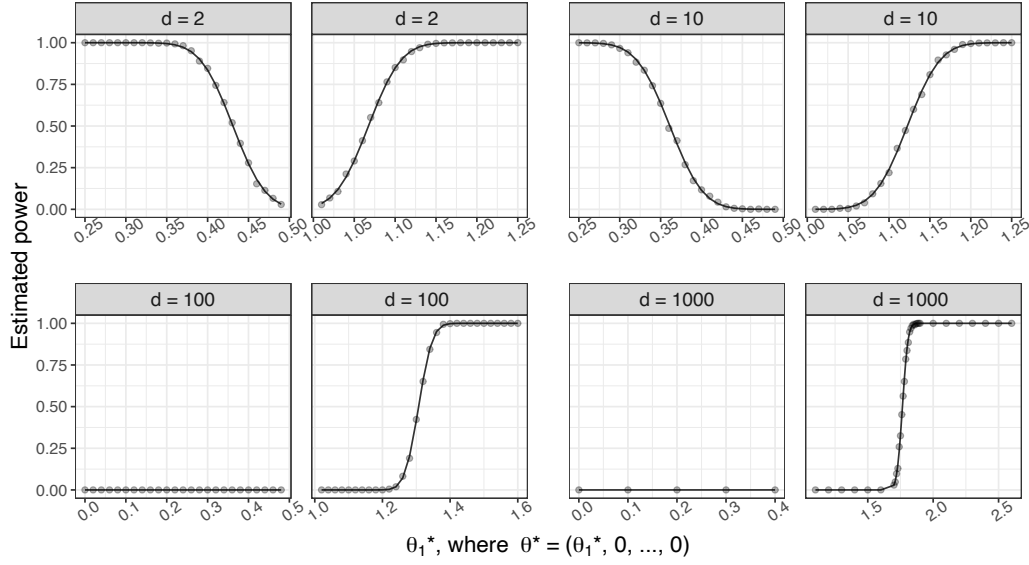 d = 2
d = 2
d = 10
d = 10
1.00
0.75
0.50
0.25
0.00
0.25 0.30 0.35 0.40 0.45 0.50
1.00 1.05 1.10 1.15 1.20 1.25
0.25 0.30 0.35 0.40 0.45 0.50
1.00 1.05 1.10 1.15 1.20 1.25
Estimated power
d = 100
d = 100
d = 1000
d = 1000
1.00
0.75
0.50
0.25
0.00
0.0 0.1 0.2 0.3 0.4 0.5
1.0 1.2 1.4 1.6
0.0 0.1 0.2 0.3 0.4
1.5 2.0 2.5
θ₁*, where θ* = (θ₁*, 0, ..., 0)